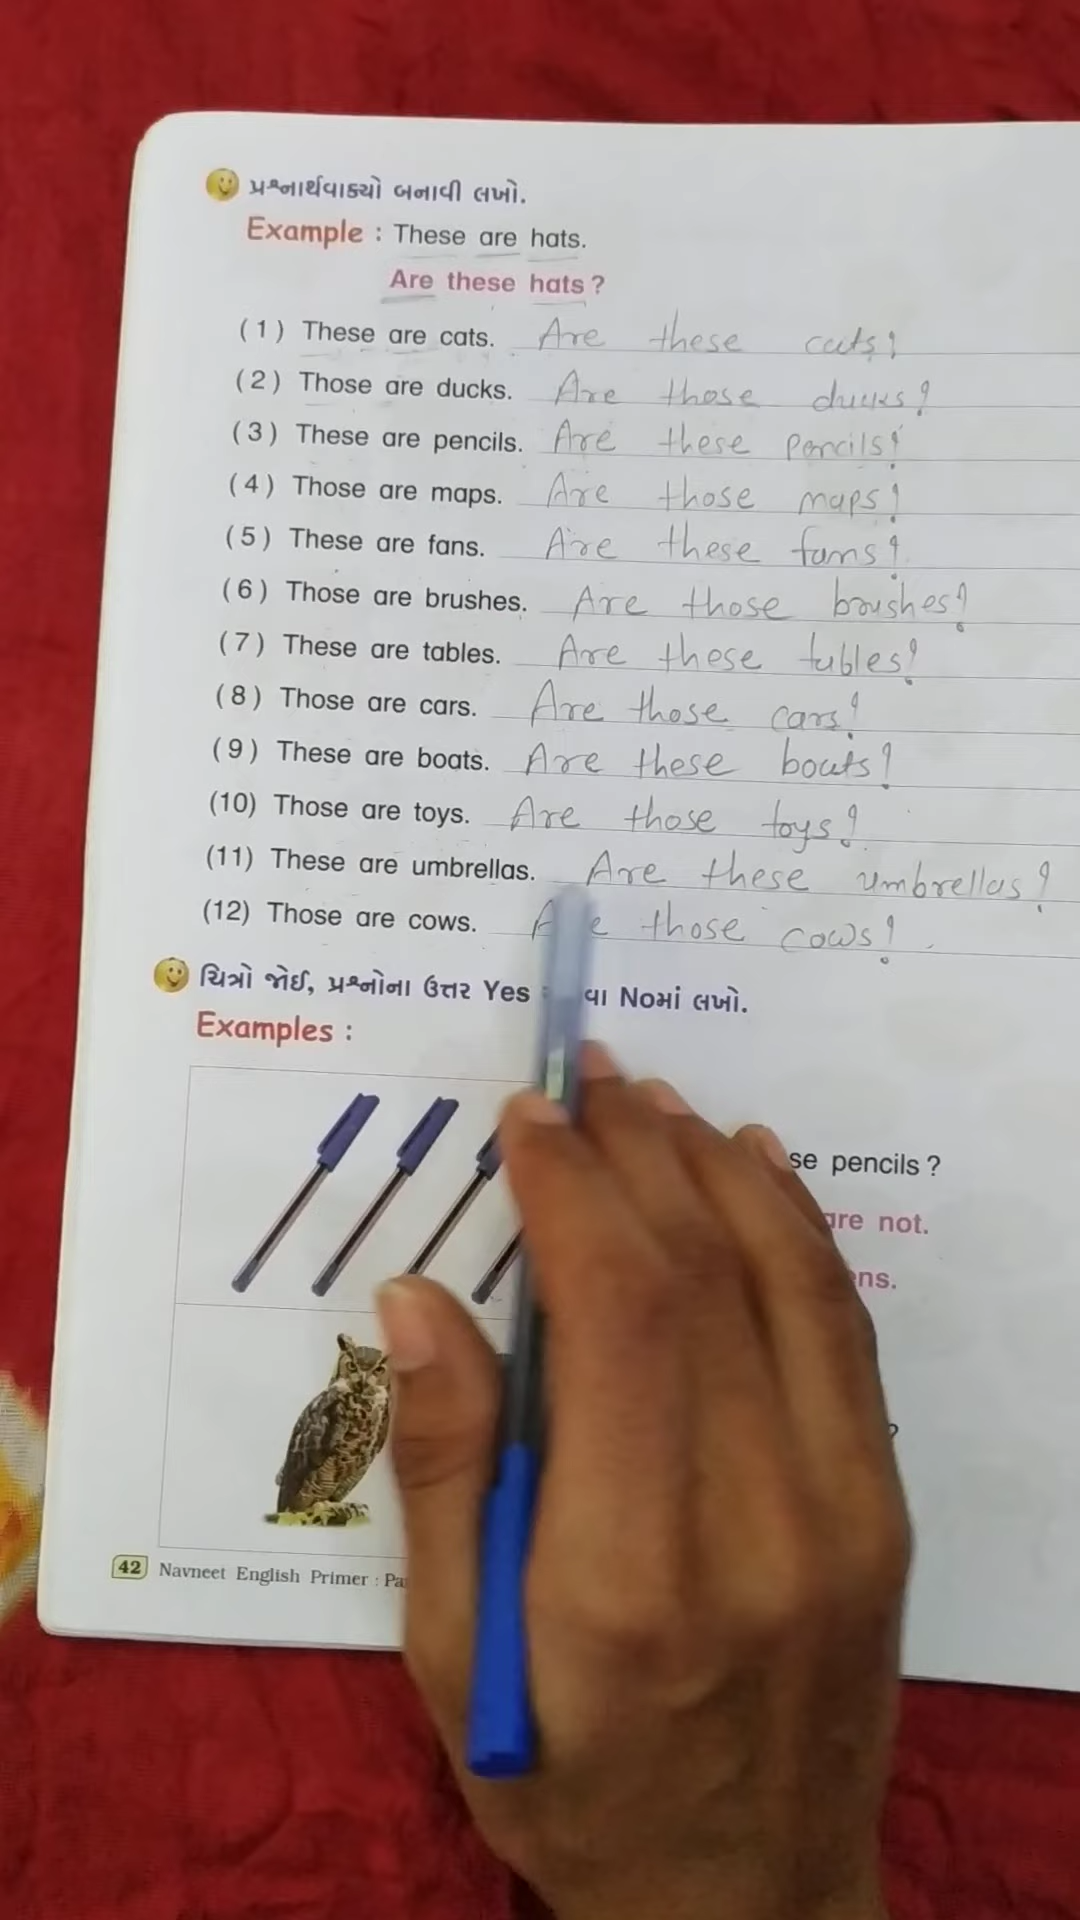 પ્રશ્નાર્થવાક્યો બનાવી લખો.
Example : These are hats.
Are these hats ?
(1) These are cats. Are these cats?
(2) Those are ducks. Are those ducks?
(3) These are pencils. Are these pencils?
(4) Those are maps. Are those maps?
(5) These are fans. Are these fans?
(6) Those are brushes. Are those brushes?
(7) These are tables. Are these tables?
(8) Those are cars. Are those cars?
(9) These are boats. Are these boats?
(10) Those are toys. Are those toys?
(11) These are umbrellas. Are these umbrellas?
(12) Those are cows. Are those cows?
ચિત્રો જોઈ, પ્રશ્નોના ઉત્તર Yes વા Noમાં લખો.
Examples :
se pencils ?
are not.
ens.
?
42 Navneet English Primer : Pa